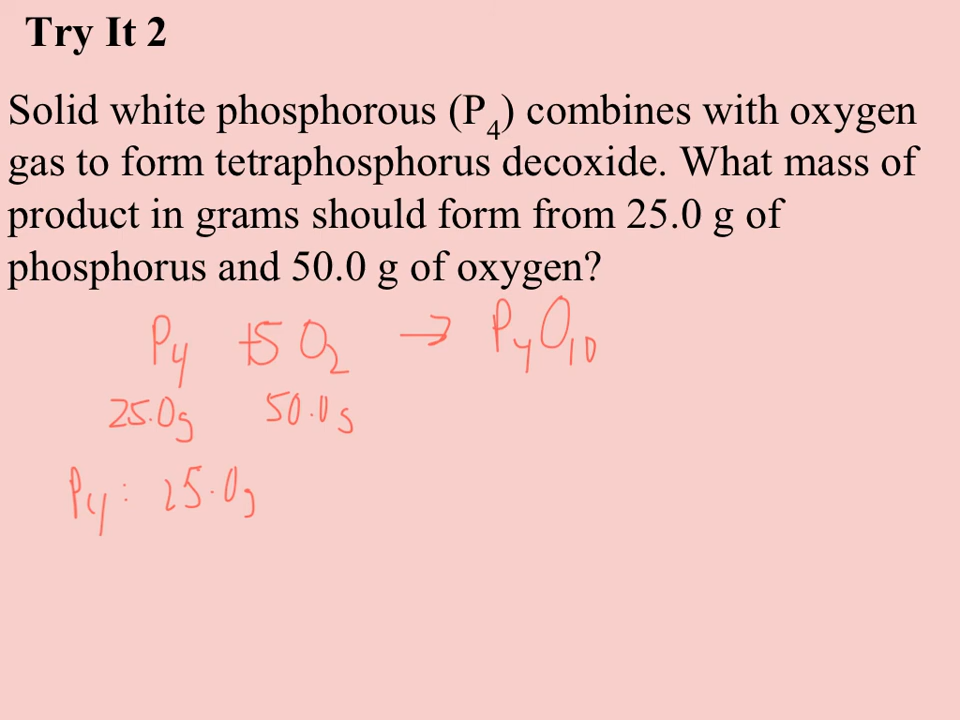 Try It 2
Solid white phosphorous (P4) combines with oxygen
gas to form tetraphosphorus decoxide. What mass of
product in grams should form from 25.0 g of
phosphorus and 50.0 g of oxygen?
P4 + 5 O2 → P4O10
25.0g 50.0g
P4 : 25.0g